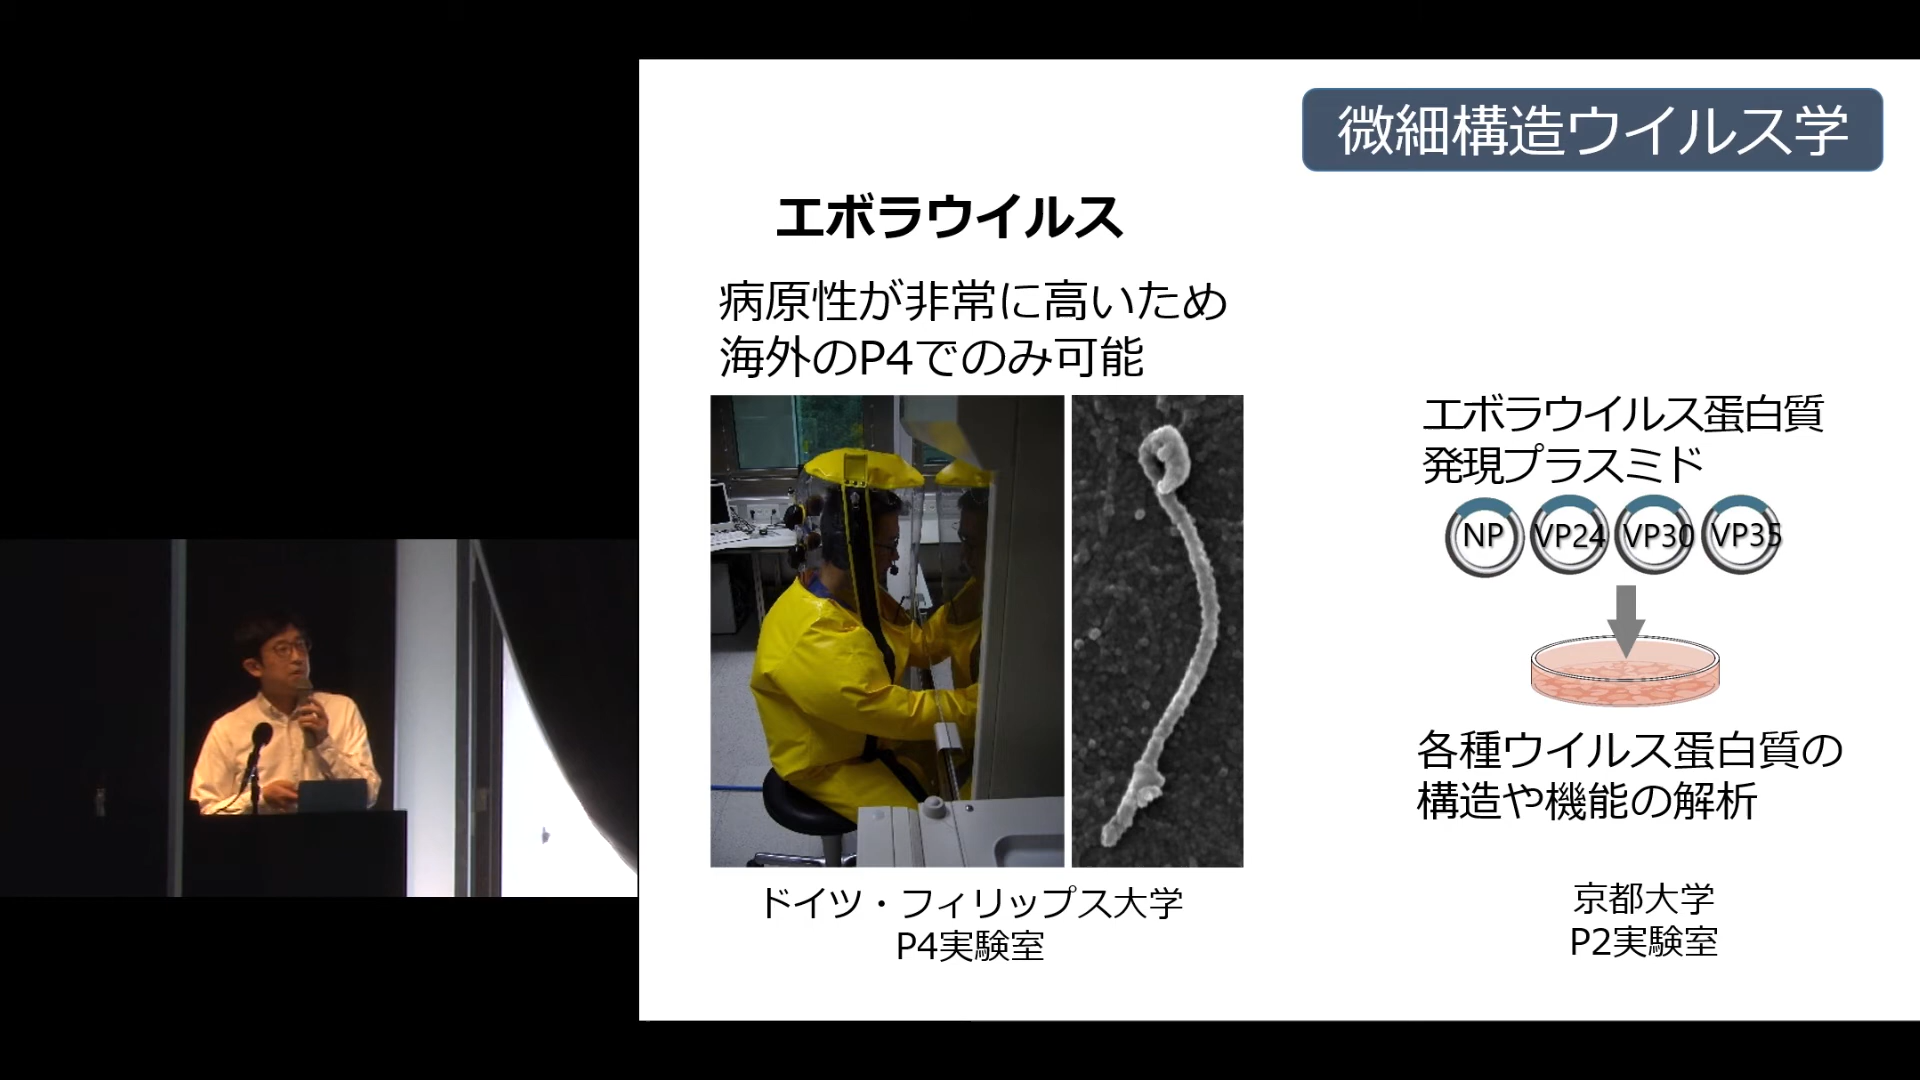 微細構造ウイルス学
エボラウイルス
病原性が非常に高いため
海外のP4でのみ可能
エボラウイルス蛋白質
発現プラスミド
NP VP24 VP30 VP35
各種ウイルス蛋白質の
構造や機能の解析
ドイツ・フィリップス大学
P4実験室
京都大学
P2実験室